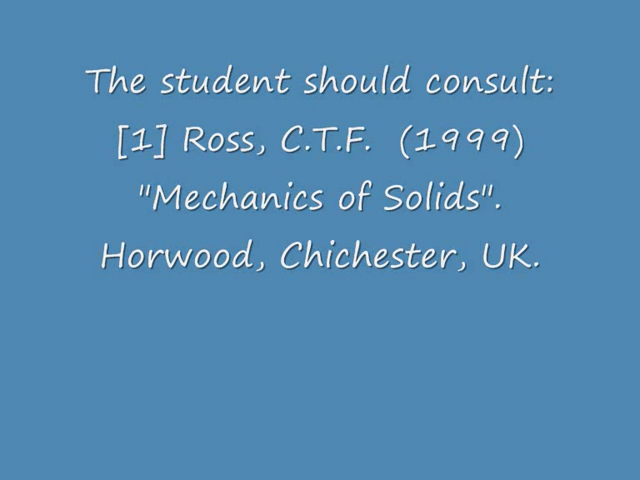 The student should consult:
[1] Ross, C.T.F.  (1999)
"Mechanics of Solids".
Horwood, Chichester, UK.